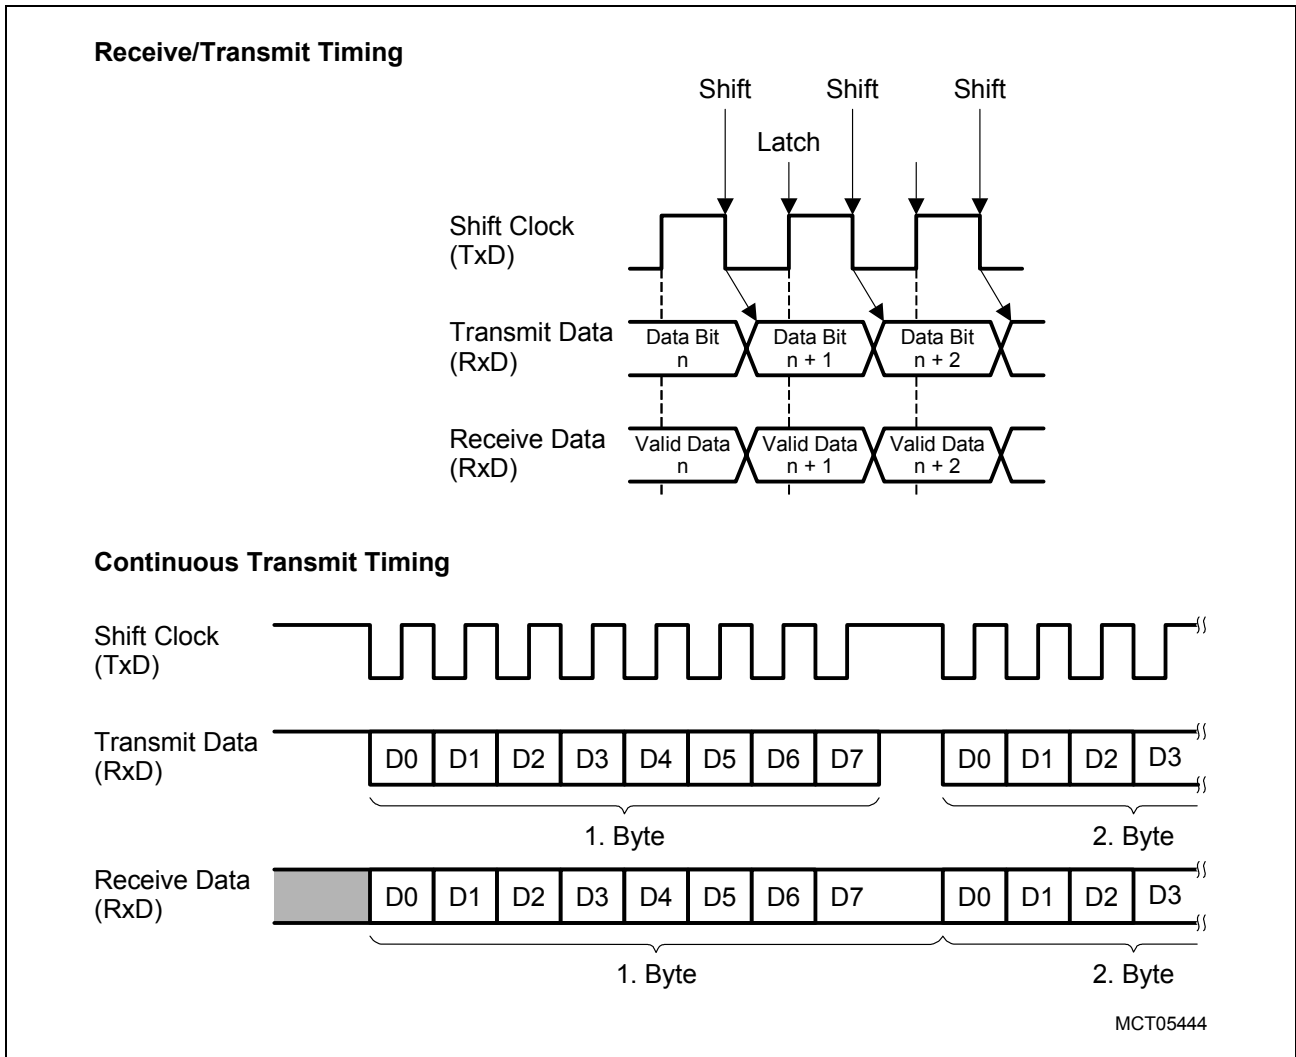 Receive/Transmit Timing
Shift Shift Shift
Latch
Shift Clock
(TxD)
Transmit Data
(RxD)
Data Bit
n
Data Bit
n + 1
Data Bit
n + 2
Receive Data
(RxD)
Valid Data
n
Valid Data
n + 1
Valid Data
n + 2
Continuous Transmit Timing
Shift Clock
(TxD)
Transmit Data
(RxD)
D0 D1 D2 D3 D4 D5 D6 D7 D0 D1 D2 D3
1. Byte 2. Byte
Receive Data
(RxD)
D0 D1 D2 D3 D4 D5 D6 D7 D0 D1 D2 D3
1. Byte 2. Byte
MCT05444